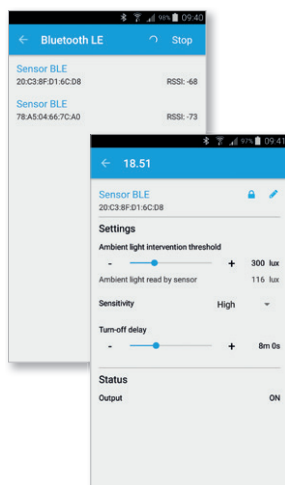 98% 09:40
← Bluetooth LE Stop
Sensor BLE
20:C3:8F:D1:6C:D8 RSSI: -68
Sensor BLE
78:A5:04:66:7C:A0 RSSI: -73
97% 09:41
← 18.51
Sensor BLE
20:C3:8F:D1:6C:D8
Settings
Ambient light intervention threshold
- + 300 lux
Ambient light read by sensor 116 lux
Sensitivity High
Turn-off delay
- + 8m 0s
Status
Output ON